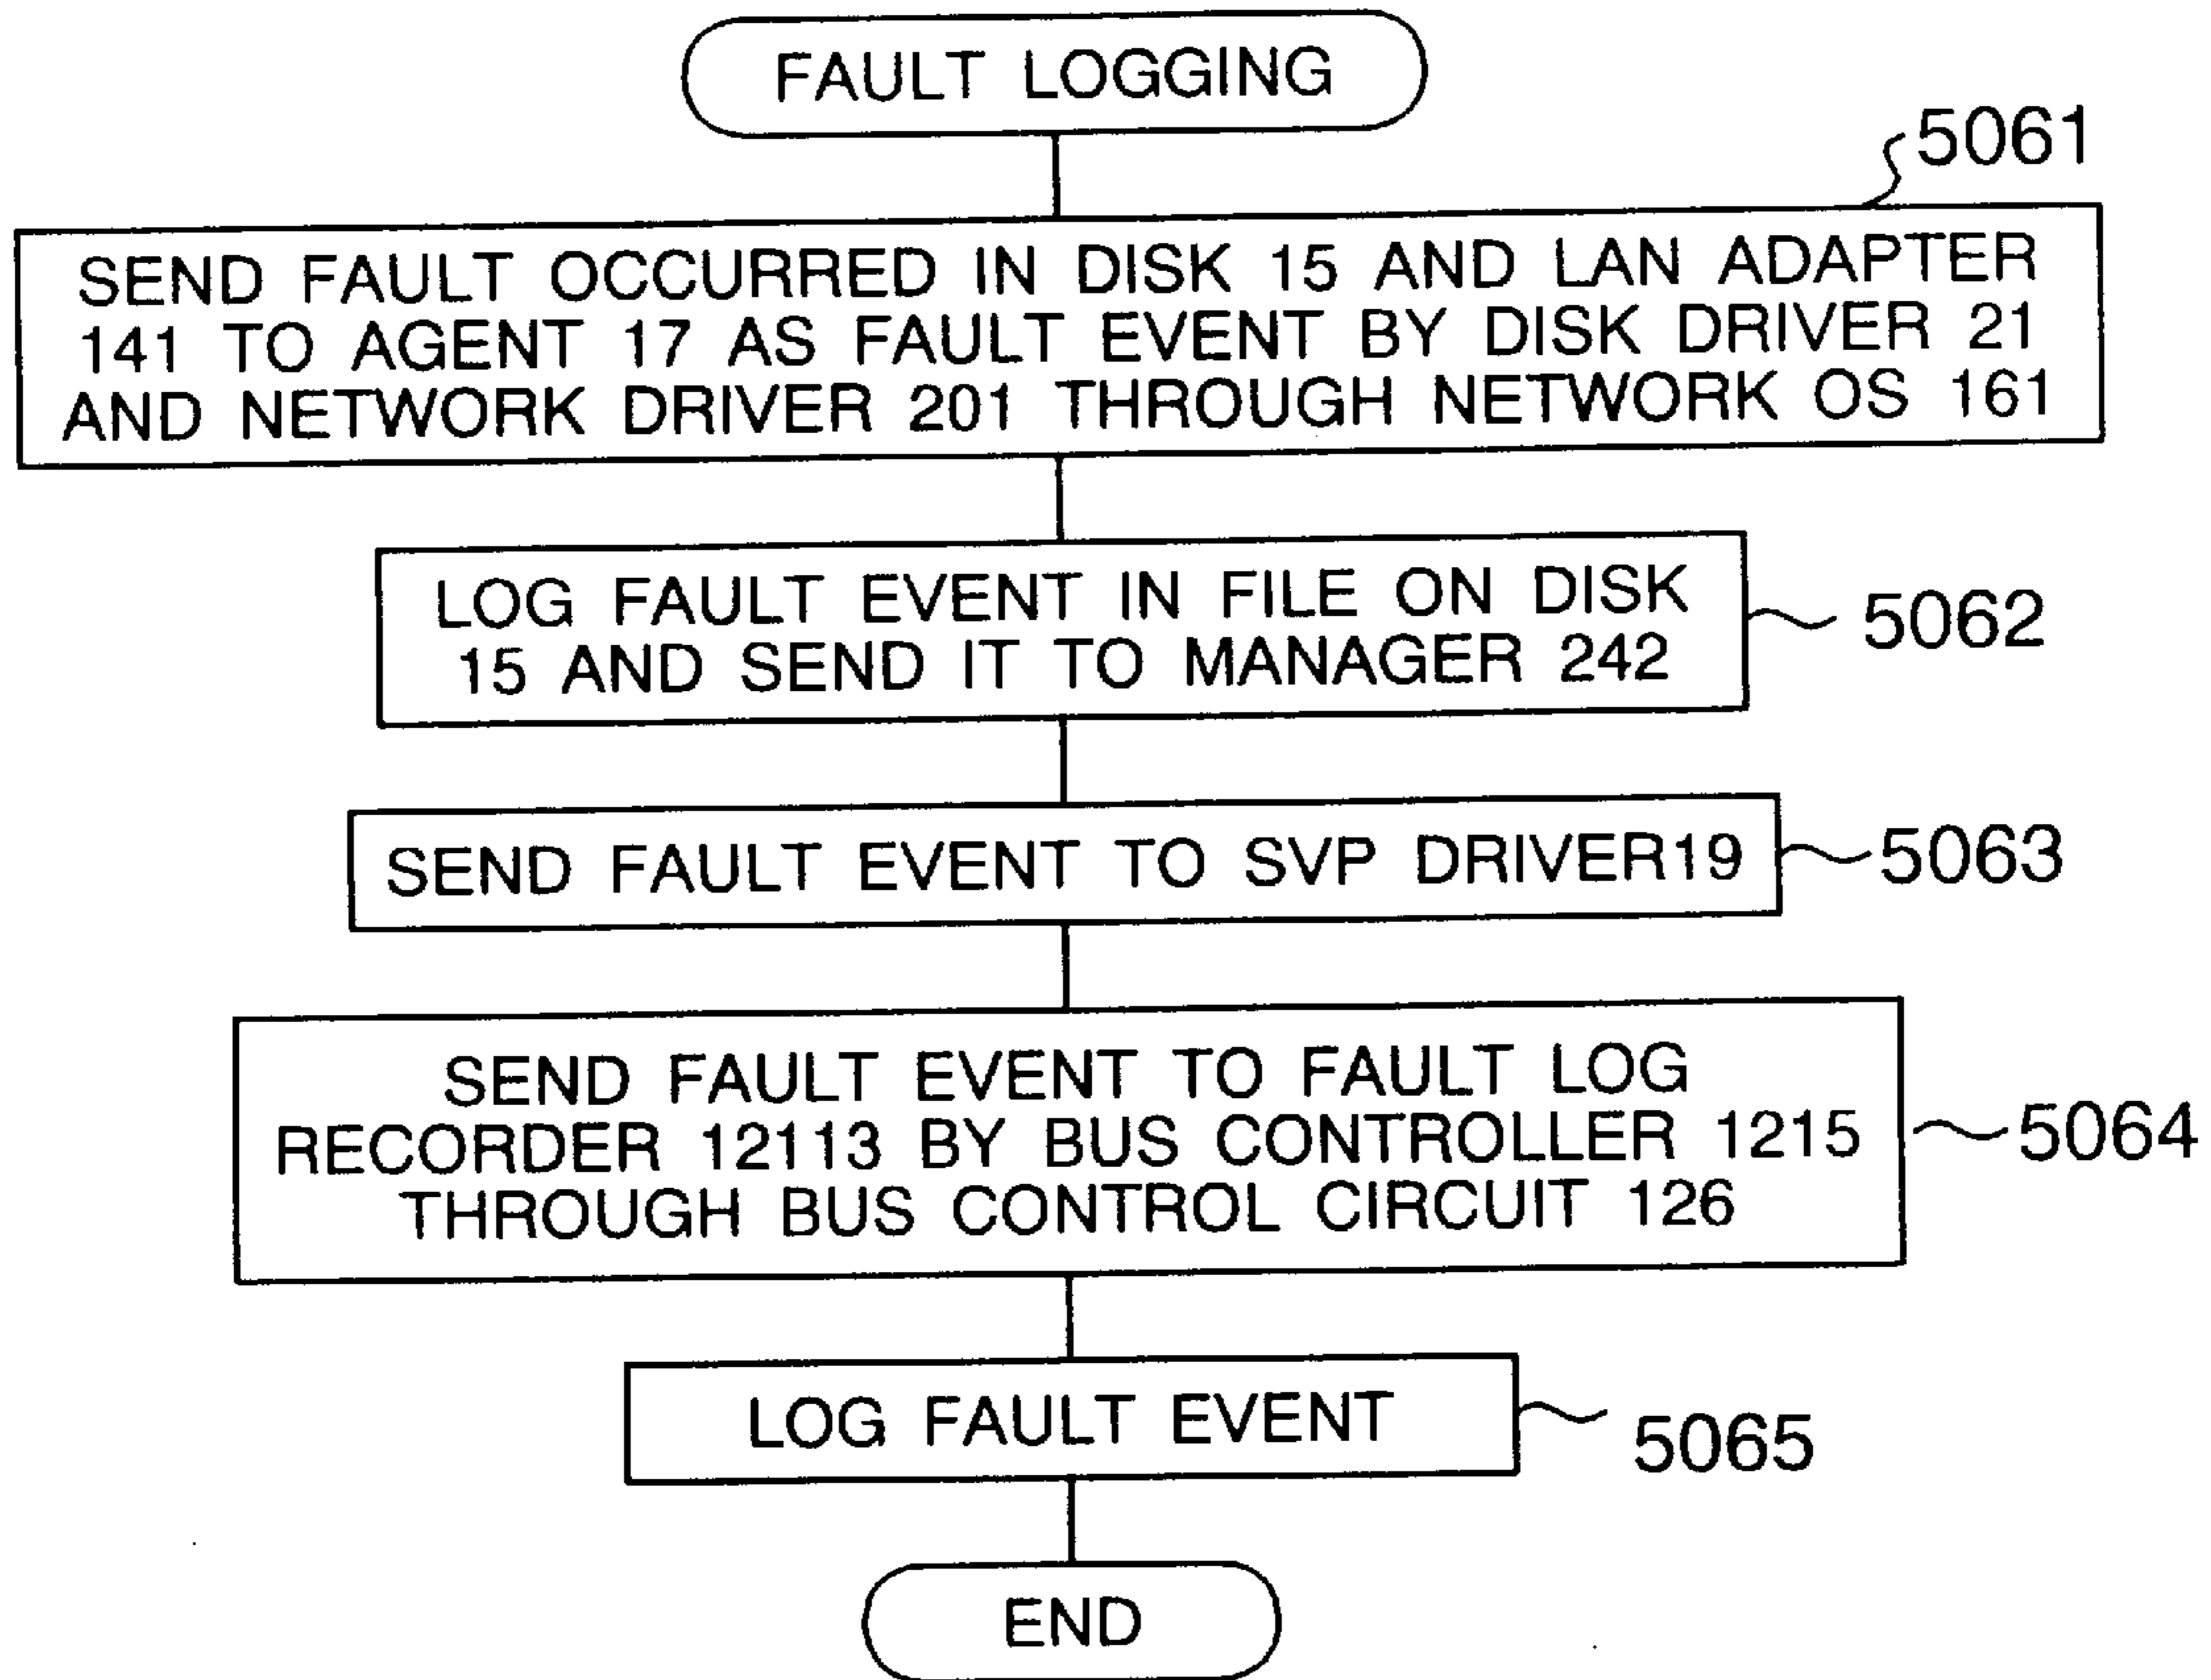 FAULT LOGGING
5061
SEND FAULT OCCURRED IN DISK 15 AND LAN ADAPTER
141 TO AGENT 17 AS FAULT EVENT BY DISK DRIVER 21
AND NETWORK DRIVER 201 THROUGH NETWORK OS 161
LOG FAULT EVENT IN FILE ON DISK
15 AND SEND IT TO MANAGER 242
5062
SEND FAULT EVENT TO SVP DRIVER19
5063
SEND FAULT EVENT TO FAULT LOG
RECORDER 12113 BY BUS CONTROLLER 1215
THROUGH BUS CONTROL CIRCUIT 126
5064
LOG FAULT EVENT
5065
END